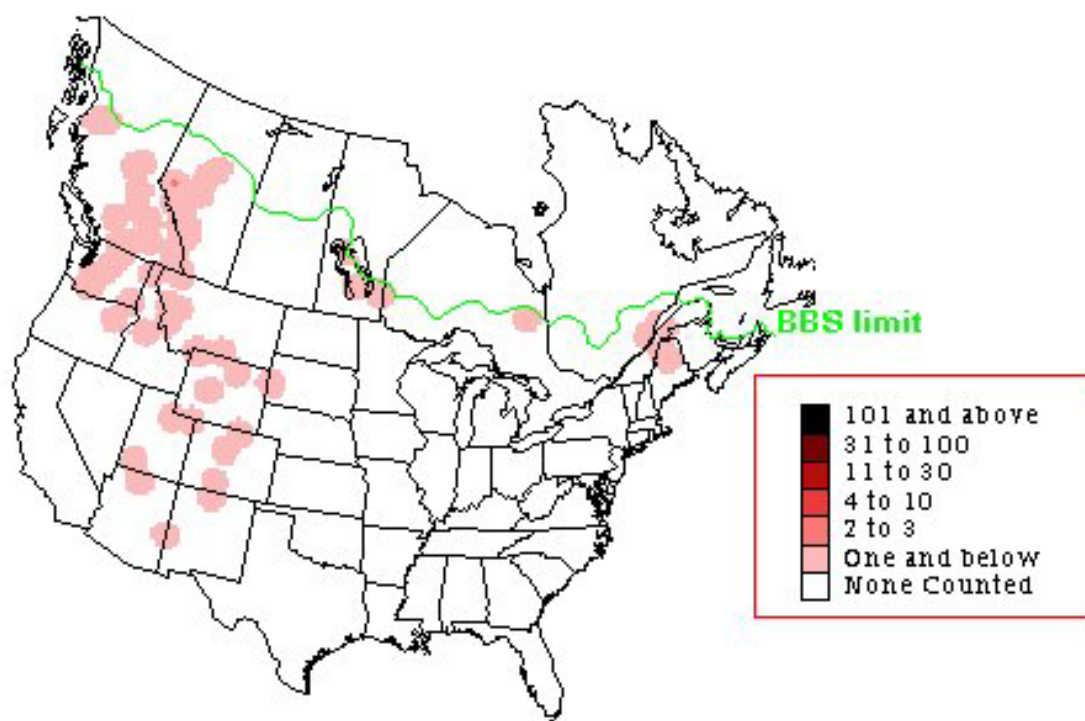 BBS limit
101 and above
31 to 100
11 to 30
4 to 10
2 to 3
One and below
None Counted